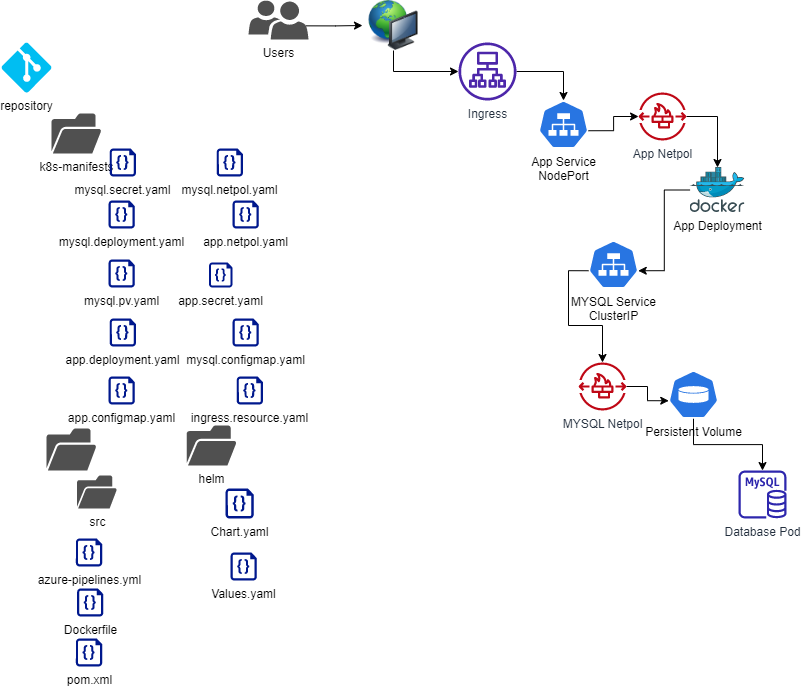 Users
repository
k8s-manifests
mysql.secret.yaml
mysql.netpol.yaml
mysql.deployment.yaml
app.netpol.yaml
mysql.pv.yaml
app.secret.yaml
app.deployment.yaml
mysql.configmap.yaml
app.configmap.yaml
ingress.resource.yaml
src
helm
Chart.yaml
Values.yaml
azure-pipelines.yml
Dockerfile
pom.xml
Ingress
App Service
NodePort
App Netpol
docker
App Deployment
MYSQL Service
ClusterIP
MYSQL Netpol
Persistent Volume
MySQL
Database Pod